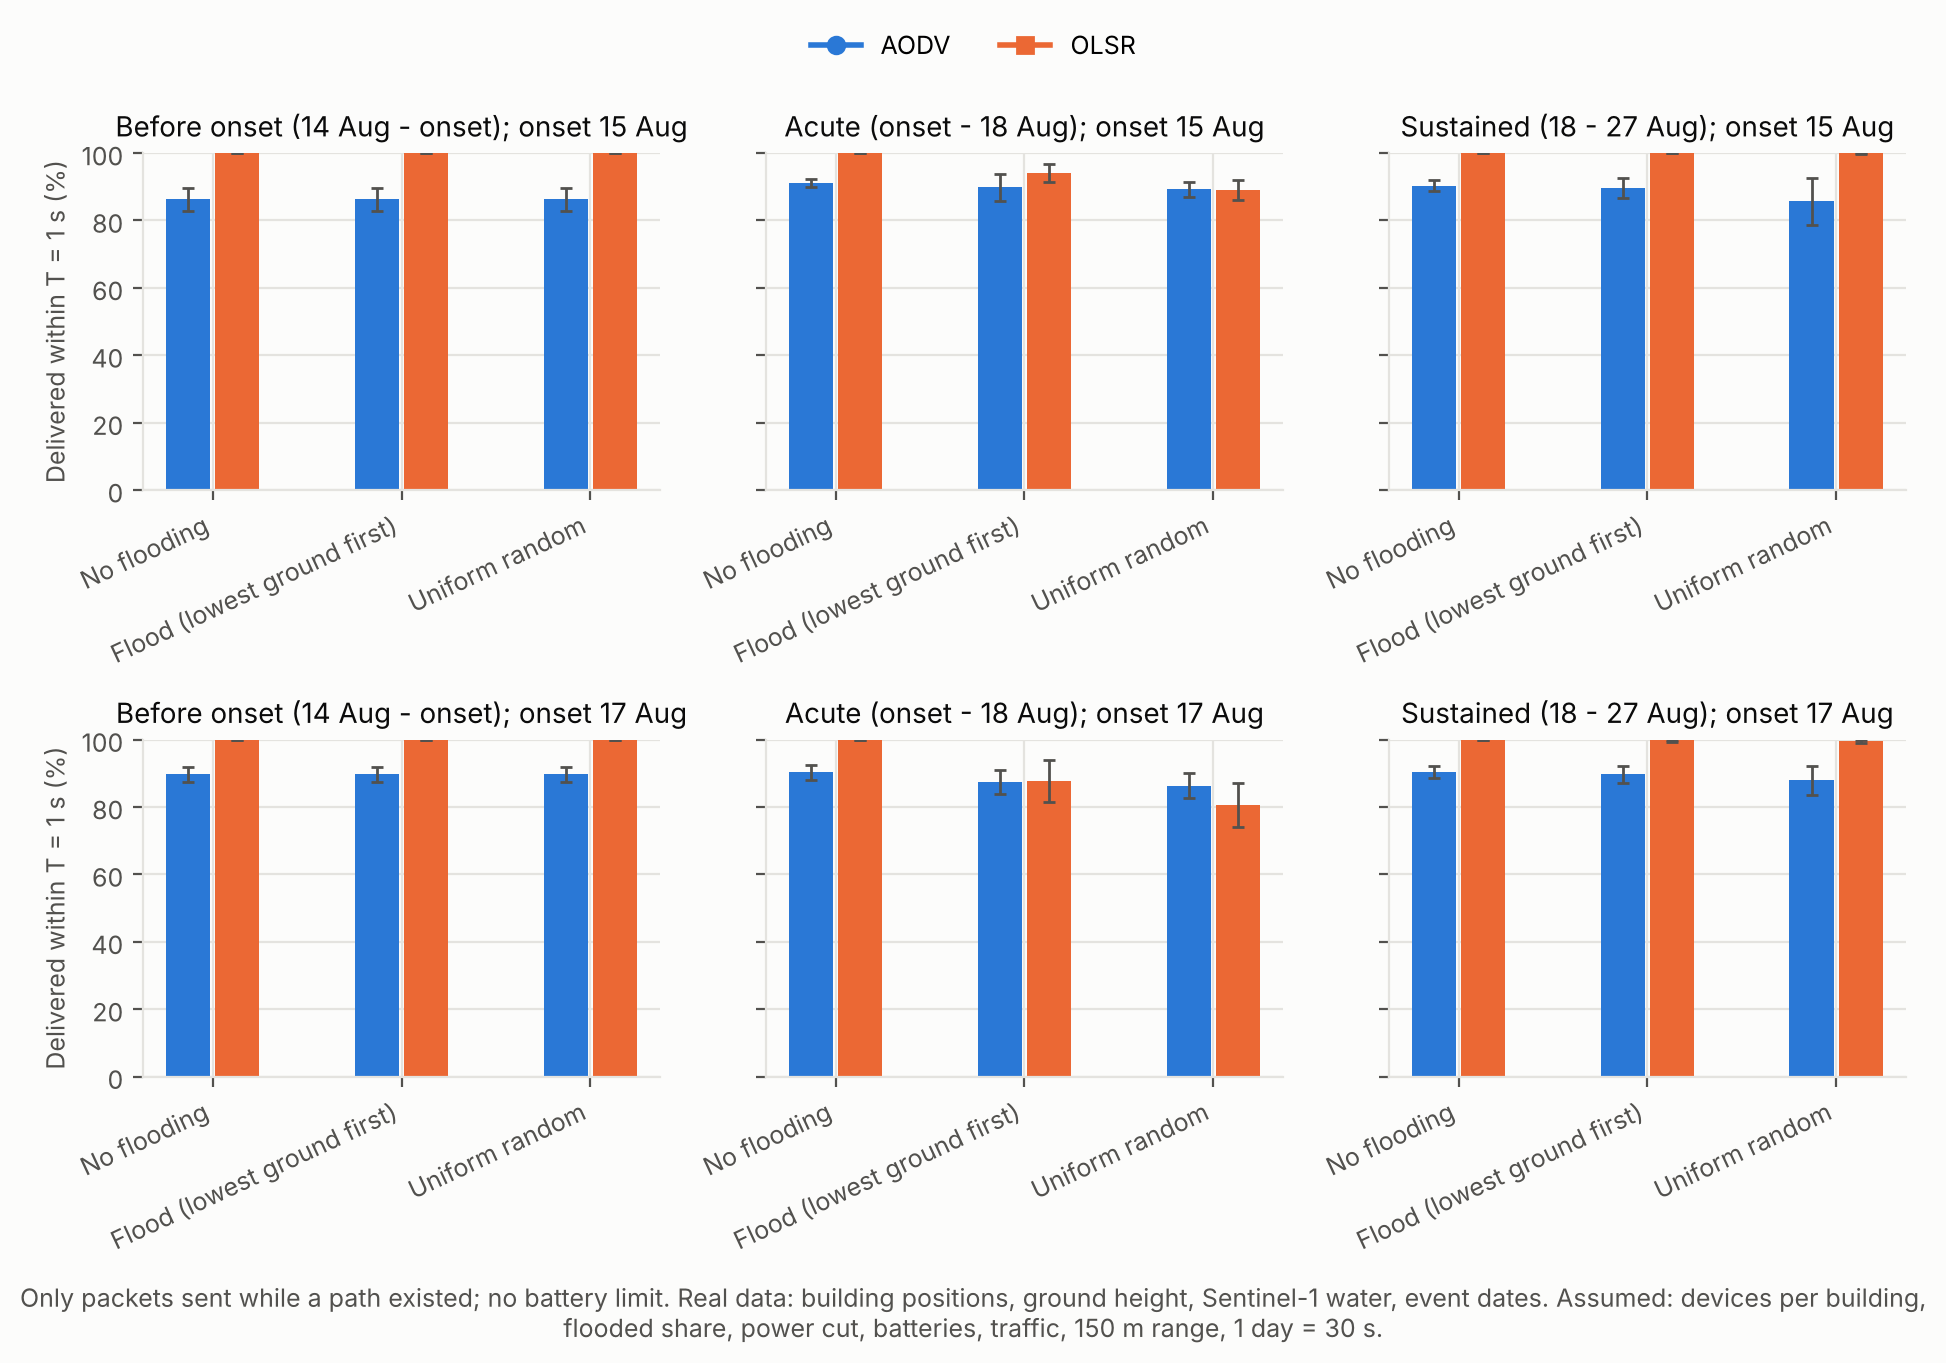 AODV OLSR
Before onset (14 Aug - onset); onset 15 Aug
Acute (onset - 18 Aug); onset 15 Aug
Sustained (18 - 27 Aug); onset 15 Aug
Delivered within T = 1 s (%)
100
80
60
40
20
0
No flooding
Flood (lowest ground first)
Uniform random
No flooding
Flood (lowest ground first)
Uniform random
No flooding
Flood (lowest ground first)
Uniform random
Before onset (14 Aug - onset); onset 17 Aug
Acute (onset - 18 Aug); onset 17 Aug
Sustained (18 - 27 Aug); onset 17 Aug
Delivered within T = 1 s (%)
100
80
60
40
20
0
No flooding
Flood (lowest ground first)
Uniform random
No flooding
Flood (lowest ground first)
Uniform random
No flooding
Flood (lowest ground first)
Uniform random
Only packets sent while a path existed; no battery limit. Real data: building positions, ground height, Sentinel-1 water, event dates. Assumed: devices per building,
flooded share, power cut, batteries, traffic, 150 m range, 1 day = 30 s.